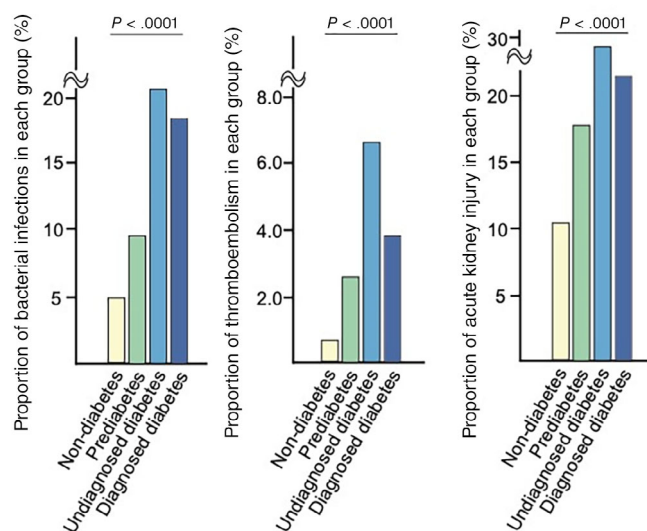 P < .0001
Proportion of bacterial infections in each group (%)
20
15
10
5
Non-diabetes
Prediabetes
Undiagnosed diabetes
Diagnosed diabetes
P < .0001
Proportion of thromboembolism in each group (%)
8.0
6.0
4.0
2.0
Non-diabetes
Prediabetes
Undiagnosed diabetes
Diagnosed diabetes
P < .0001
Proportion of acute kidney injury in each group (%)
30
20
15
10
5
Non-diabetes
Prediabetes
Undiagnosed diabetes
Diagnosed diabetes